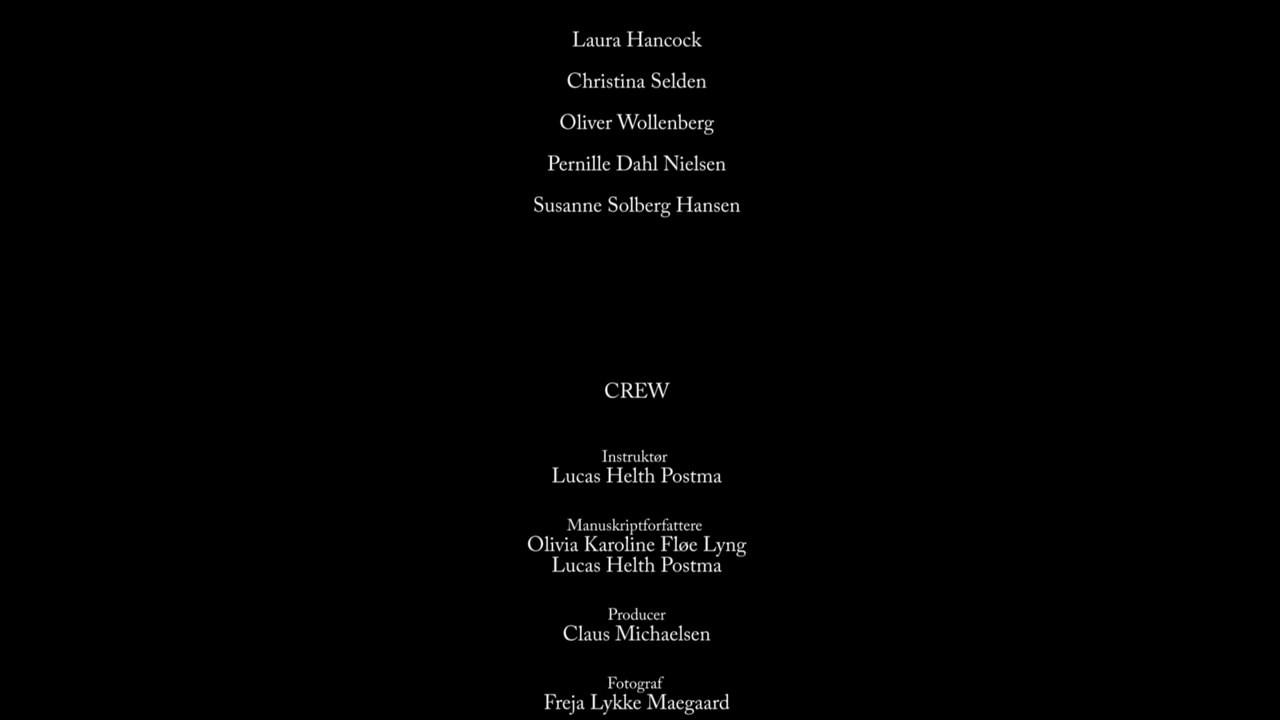 Laura Hancock
Christina Selden
Oliver Wollenberg
Pernille Dahl Nielsen
Susanne Solberg Hansen
CREW
Instruktør
Lucas Helth Postma
Manuskriptforfattere
Olivia Karoline Fløe Lyng
Lucas Helth Postma
Producer
Claus Michaelsen
Fotograf
Freja Lykke Maegaard